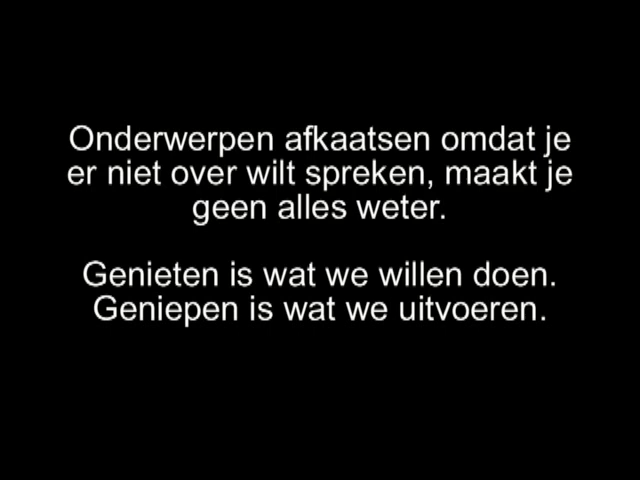 Onderwerpen afkaatsen omdat je
er niet over wilt spreken, maakt je
geen alles weter.
Genieten is wat we willen doen.
Geniepen is wat we uitvoeren.